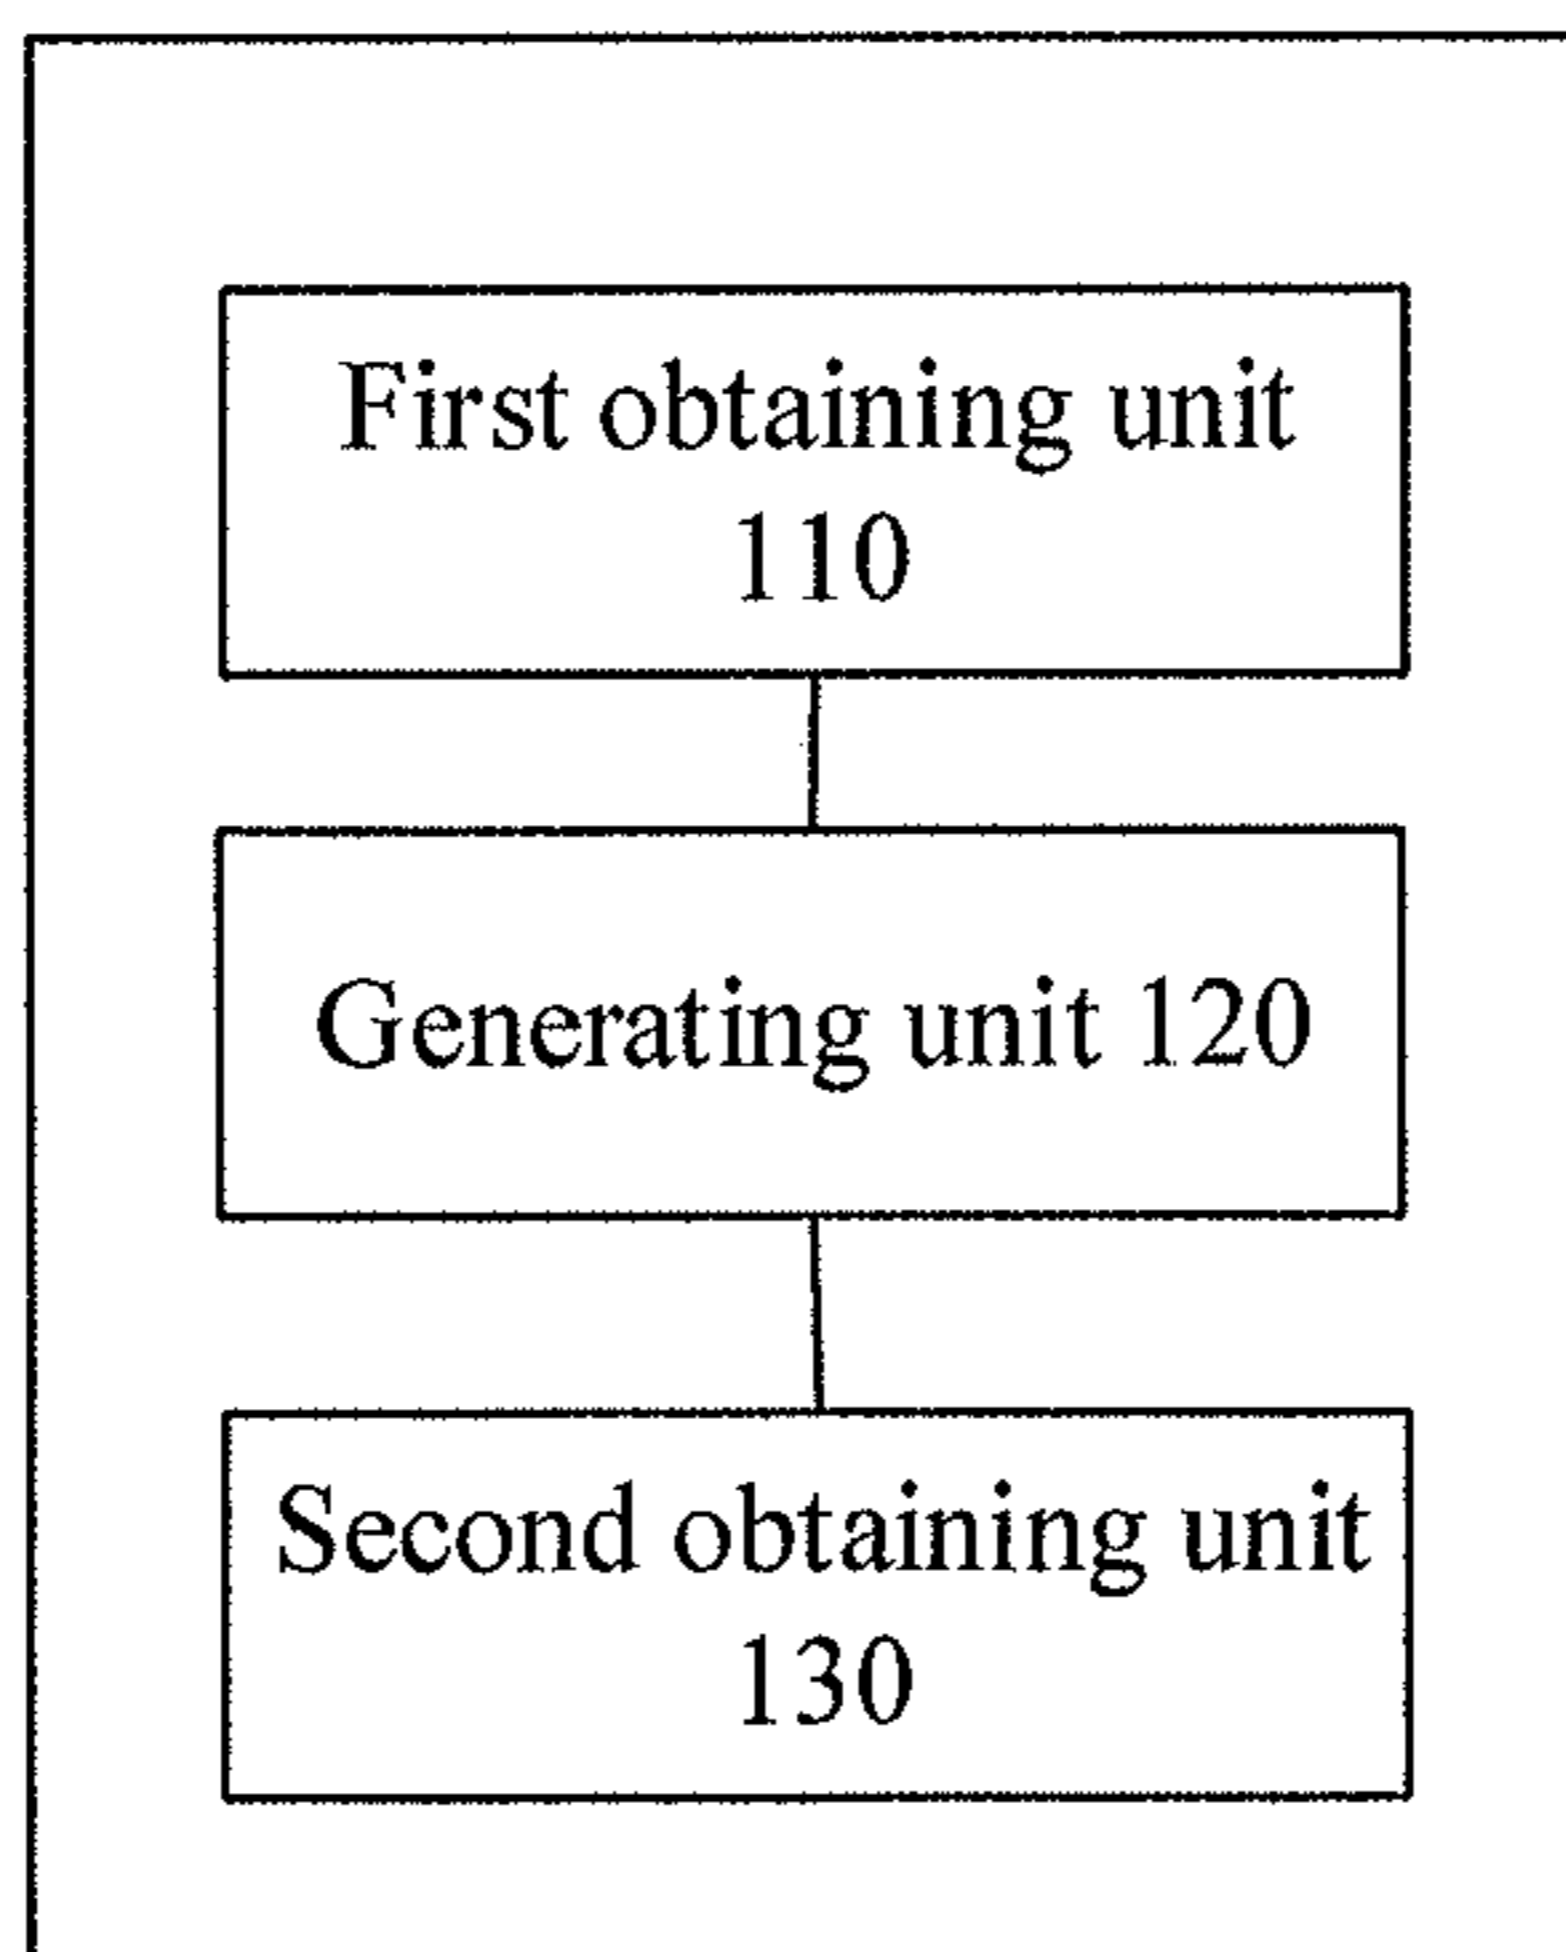 First obtaining unit
110
Generating unit 120
Second obtaining unit
130